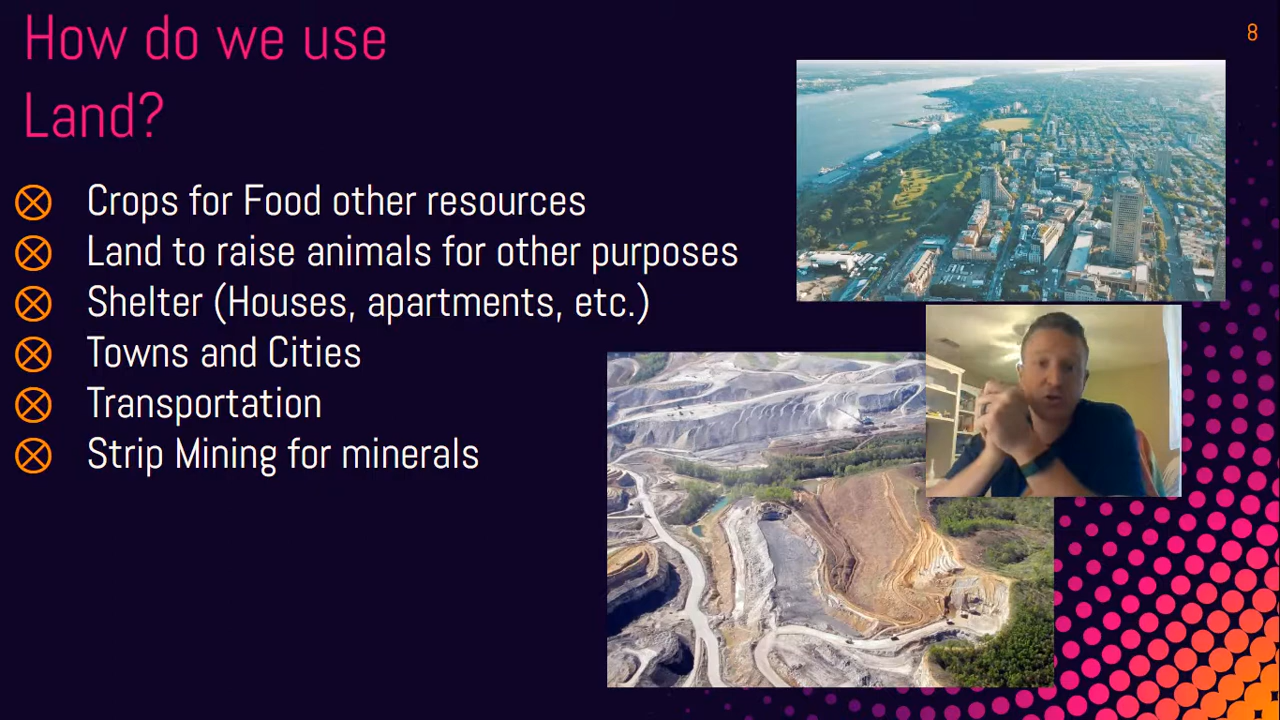 How do we use
Land?
8
Crops for Food other resources
Land to raise animals for other purposes
Shelter (Houses, apartments, etc.)
Towns and Cities
Transportation
Strip Mining for minerals